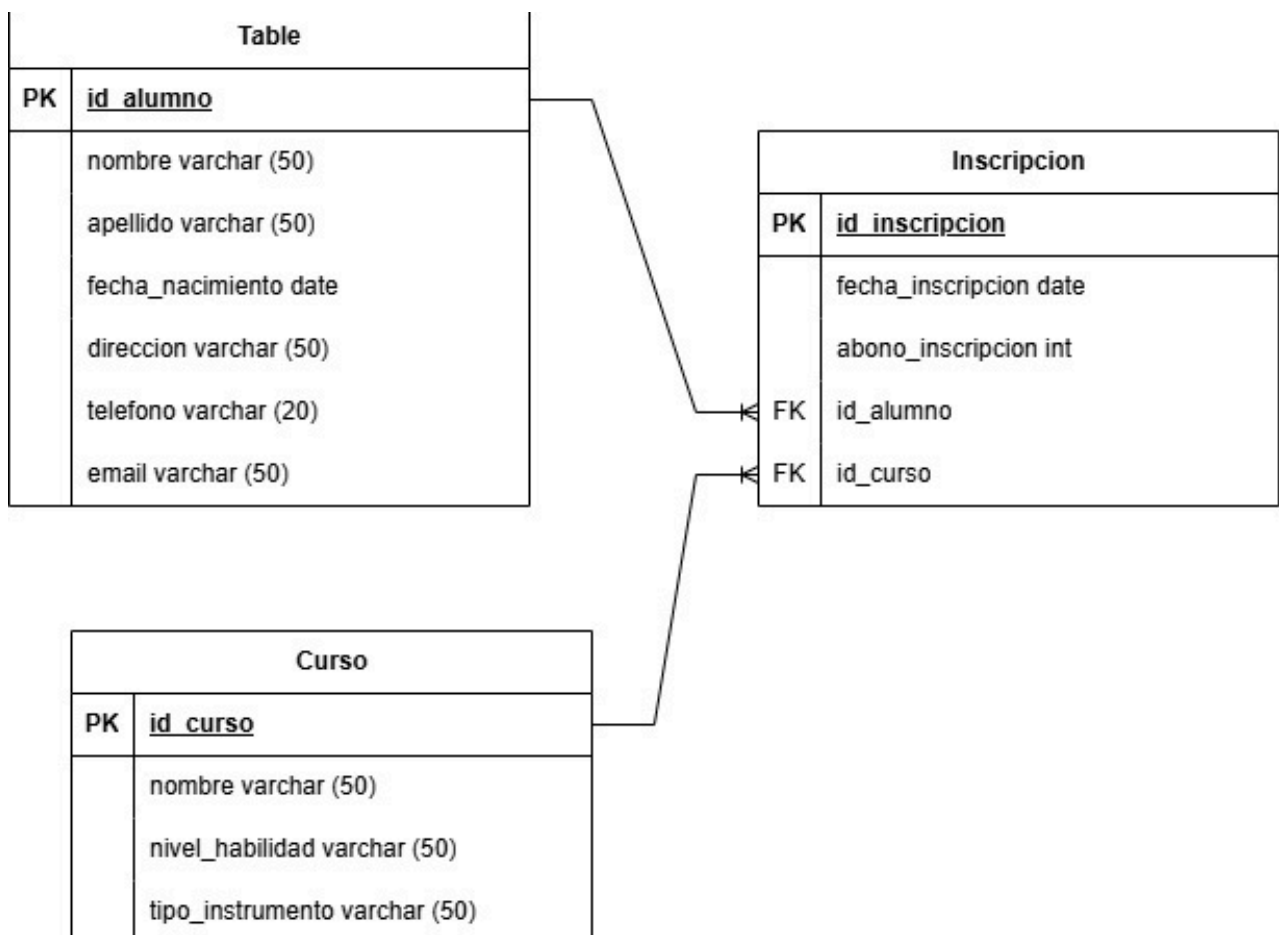 Table
PK id_alumno
nombre varchar (50)
apellido varchar (50)
fecha_nacimiento date
direccion varchar (50)
telefono varchar (20)
email varchar (50)
Inscripcion
PK id_inscripcion
fecha_inscripcion date
abono_inscripcion int
FK id_alumno
FK id_curso
Curso
PK id_curso
nombre varchar (50)
nivel_habilidad varchar (50)
tipo_instrumento varchar (50)